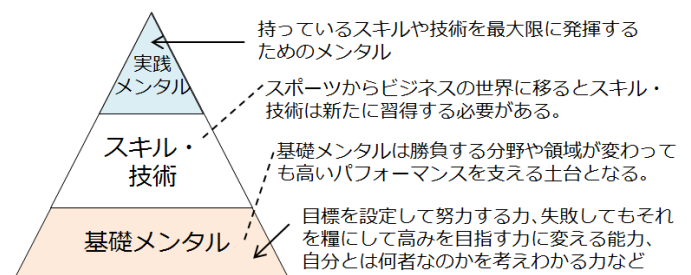 持っているスキルや技術を最大限に発揮する
ためのメンタル
実践
メンタル
スポーツからビジネスの世界に移るとスキル・
技術は新たに習得する必要がある。
スキル・
技術
基礎メンタルは勝負する分野や領域が変わって
も高いパフォーマンスを支える土台となる。
基礎メンタル
目標を設定して努力する力、失敗してもそれ
を糧にして高みを目指す力に変える能力、
自分とは何者なのかを考えわかる力など